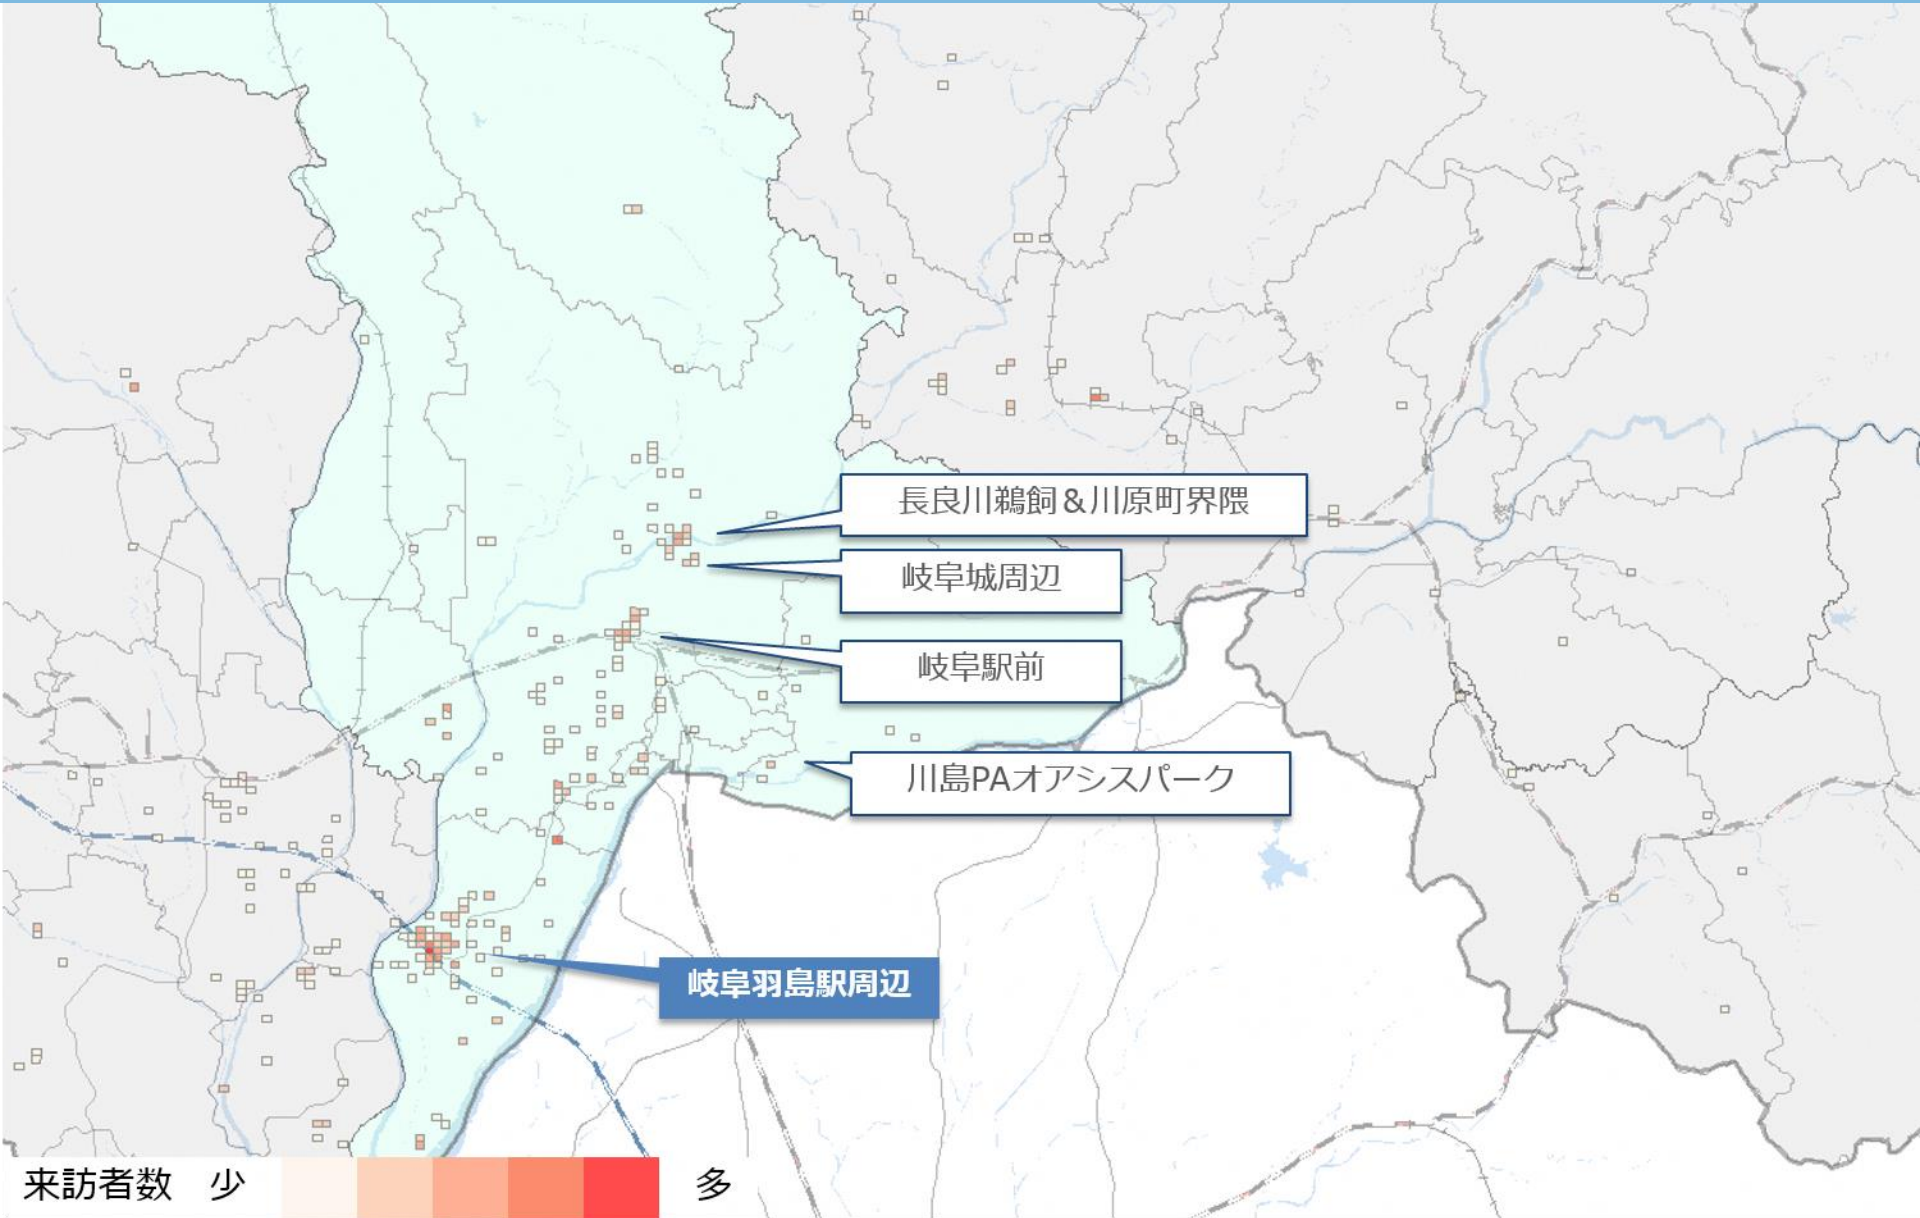 長良川鵜飼&川原町界隈
岐阜城周辺
岐阜駅前
川島PAオアシスパーク
岐阜羽島駅周辺
来訪者数 少 多